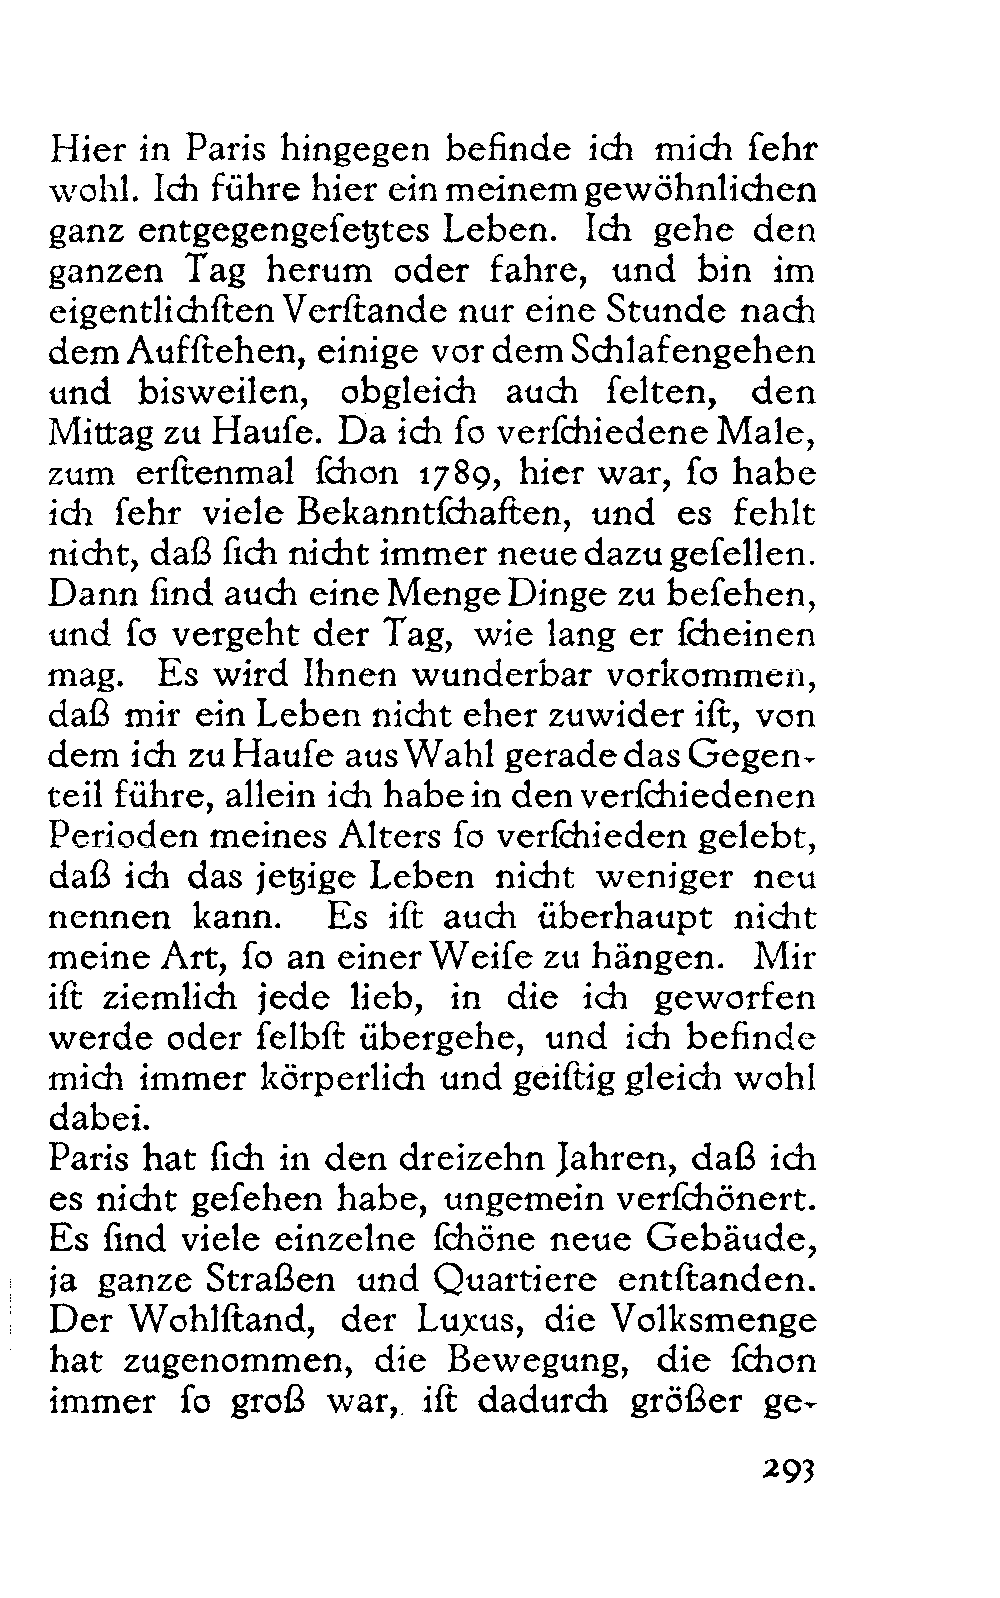 Hier in Paris hingegen befinde ich mich ſehr
wohl. Ich führe hier ein meinem gewöhnlichen
ganz entgegengeſetztes Leben. Ich gehe den
ganzen Tag herum oder fahre, und bin im
eigentlichſten Verſtande nur eine Stunde nach
dem Aufſtehen, einige vor dem Schlafengehen
und bisweilen, obgleich auch ſelten, den
Mittag zu Hauſe. Da ich ſo verſchiedene Male,
zum erſtenmal ſchon 1789, hier war, ſo habe
ich ſehr viele Bekanntſchaften, und es fehlt
nicht, daß ſich nicht immer neue dazu geſellen.
Dann ſind auch eine Menge Dinge zu beſehen,
und ſo vergeht der Tag, wie lang er ſcheinen
mag. Es wird Ihnen wunderbar vorkommen,
daß mir ein Leben nicht eher zuwider iſt, von
dem ich zu Hauſe aus Wahl gerade das Gegen-
teil führe, allein ich habe in den verſchiedenen
Perioden meines Alters ſo verſchieden gelebt,
daß ich das jetzige Leben nicht weniger neu
nennen kann. Es iſt auch überhaupt nicht
meine Art, ſo an einer Weiſe zu hängen. Mir
iſt ziemlich jede lieb, in die ich geworfen
werde oder ſelbſt übergehe, und ich befinde
mich immer körperlich und geiſtig gleich wohl
dabei.
Paris hat ſich in den dreizehn Jahren, daß ich
es nicht geſehen habe, ungemein verſchönert.
Es ſind viele einzelne ſchöne neue Gebäude,
ja ganze Straßen und Quartiere entſtanden.
Der Wohlſtand, der Luxus, die Volksmenge
hat zugenommen, die Bewegung, die ſchon
immer ſo groß war, iſt dadurch größer ge-
293